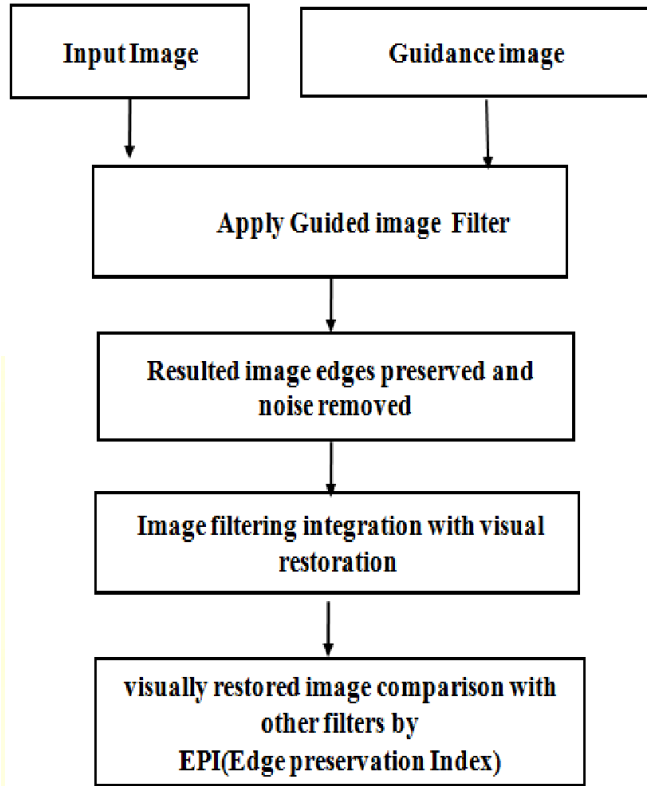 Input Image
Guidance image
Apply Guided image Filter
Resulted image edges preserved and
noise removed
Image filtering integration with visual
restoration
visually restored image comparison with
other filters by
EPI(Edge preservation Index)